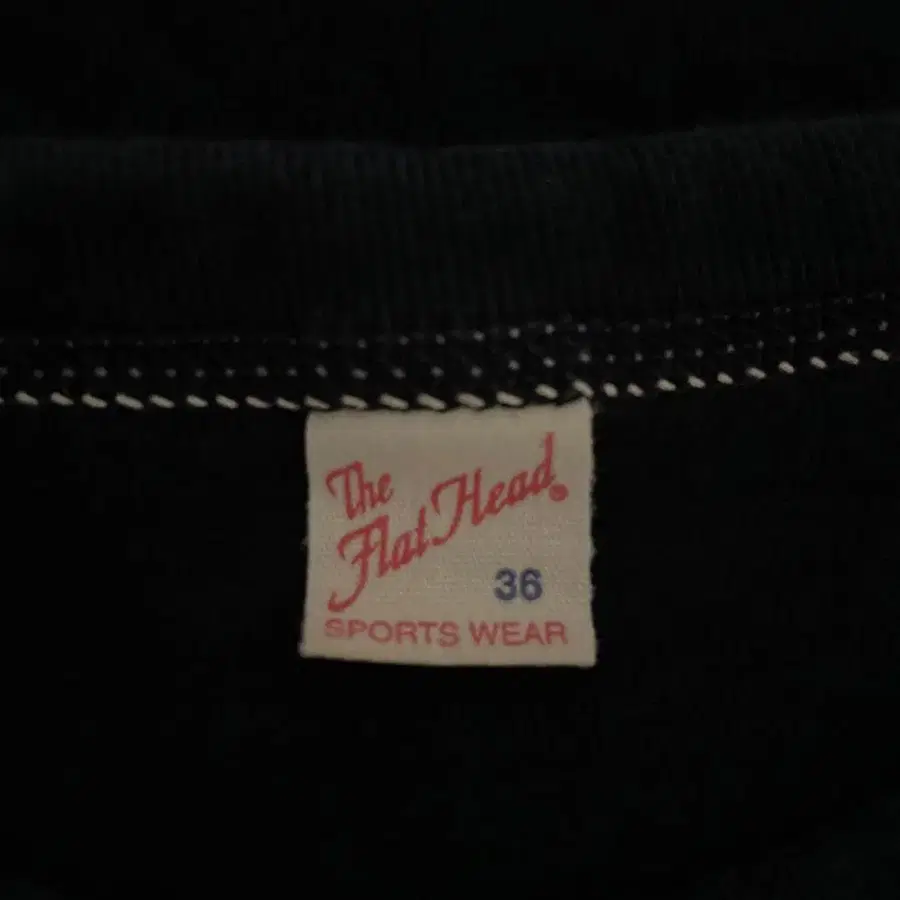 The
Flat Head
36
SPORTS WEAR